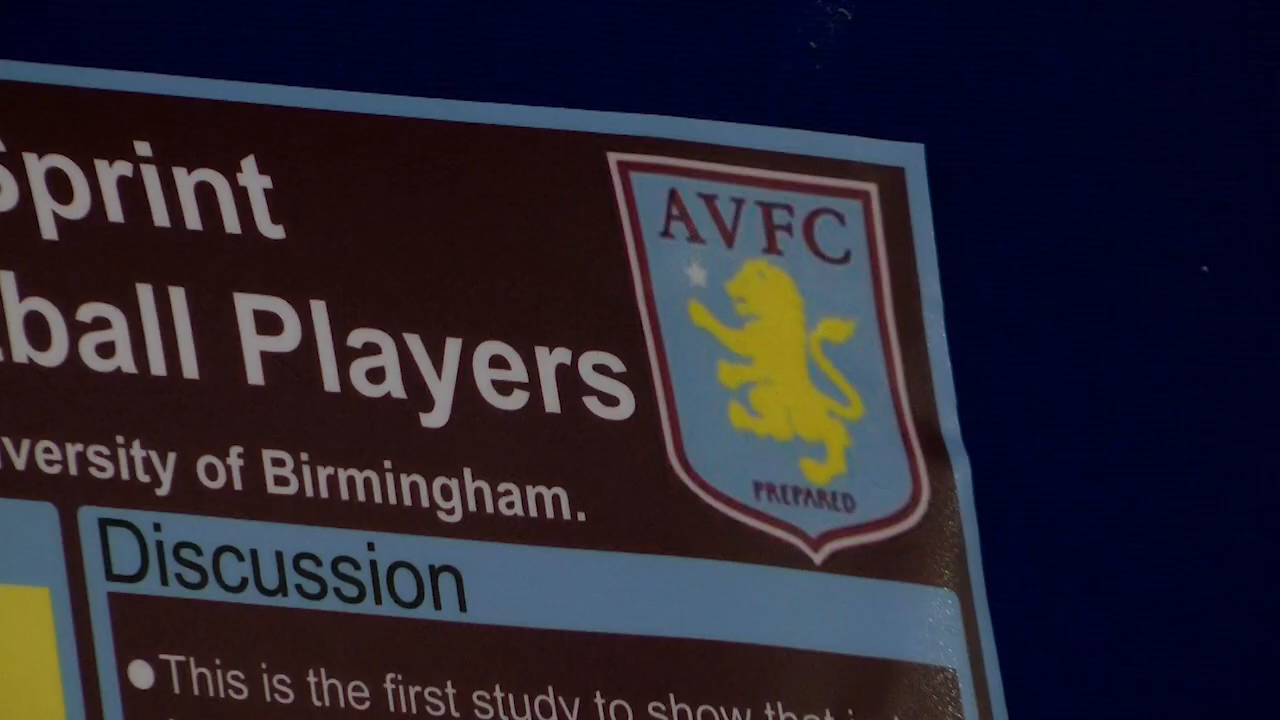 Sprint
ball Players
versity of Birmingham.
AVFC
PREPARED
Discussion
●This is the first study to show that